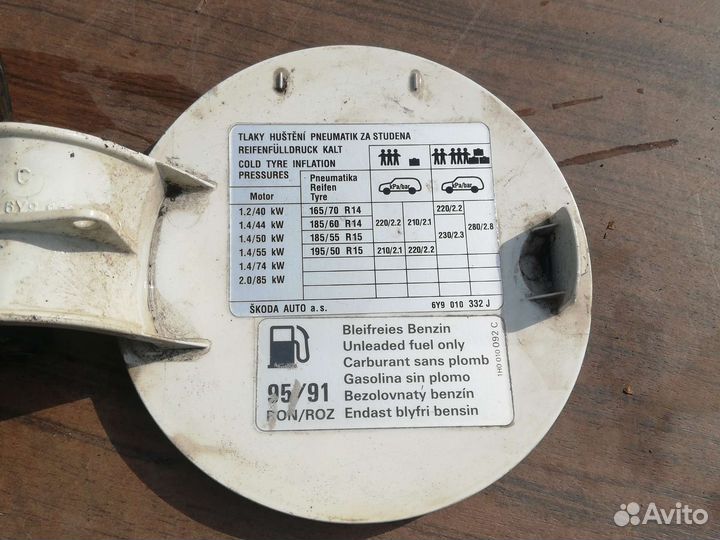 TLAKY HUŠTĚNÍ PNEUMATIK ZA STUDENA
REIFENFÜLLDRUCK KALT
COLD TYRE INFLATION
PRESSURES
Pneumatika
Reifen
Tyre
kPa/bar
kPa/bar
Motor
1.2/40 kW 165/70 R14
1.4/44 kW 185/60 R14
1.4/50 kW 185/55 R15
1.4/55 kW 195/50 R15
1.4/74 kW
2.0/85 kW
220/2.2 210/2.1
210/2.1 220/2.2
220/2.2
230/2.3
280/2.8
ŠKODA AUTO a.s. 6Y9 010 332 J
Bleifreies Benzin
Unleaded fuel only
Carburant sans plomb
Gasolina sin plomo
Bezolovnatý benzín
Endast blyfri bensin
95/91
RON/ROZ
1H0 010 092 C
C
6Y9
Avito